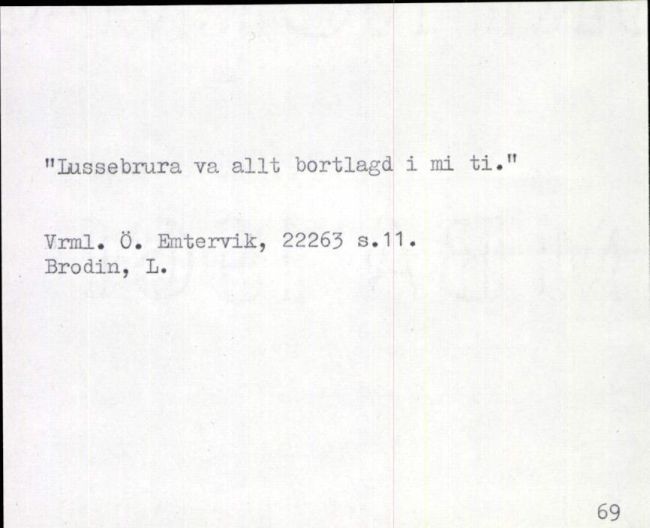 "Lussebrura va allt bortlagd i mi ti."
Vrml. Ö. Emtervik, 22263 s.11.
Brodin, L.
69